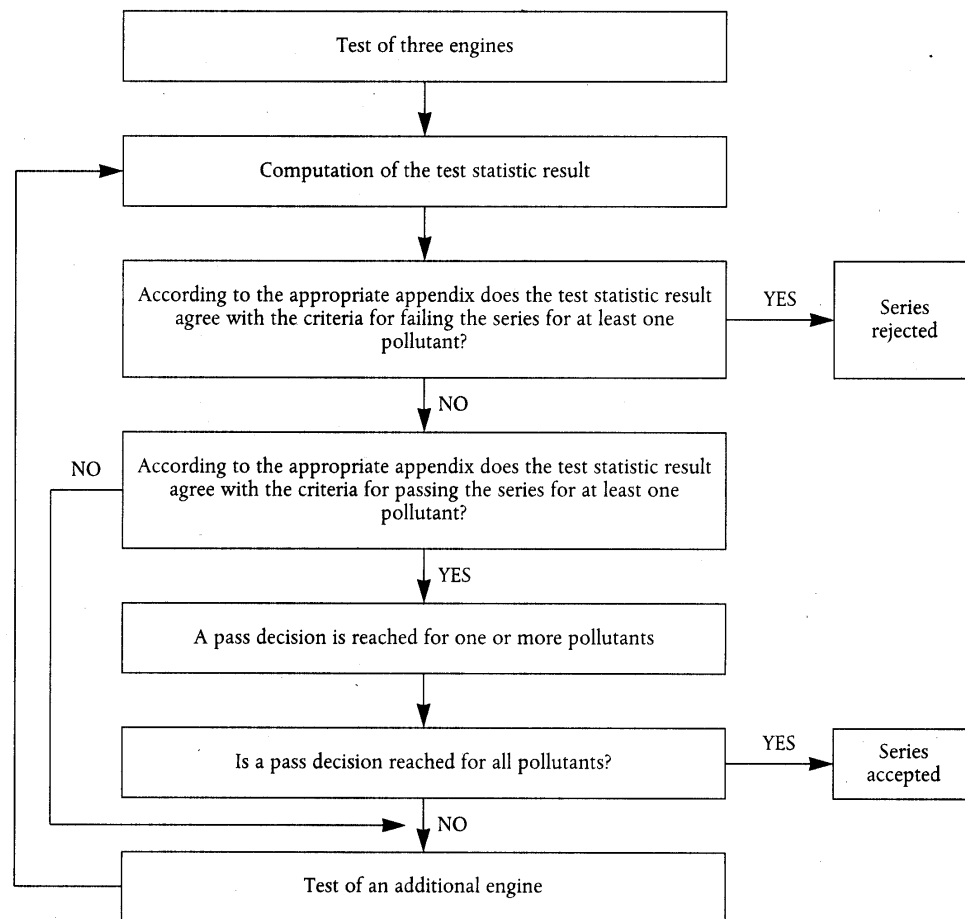 Test of three engines
Computation of the test statistic result
According to the appropriate appendix does the test statistic result
agree with the criteria for failing the series for at least one
pollutant?
YES
Series
rejected
NO
According to the appropriate appendix does the test statistic result
agree with the criteria for passing the series for at least one
pollutant?
NO
YES
A pass decision is reached for one or more pollutants
Is a pass decision reached for all pollutants?
YES
Series
accepted
NO
Test of an additional engine